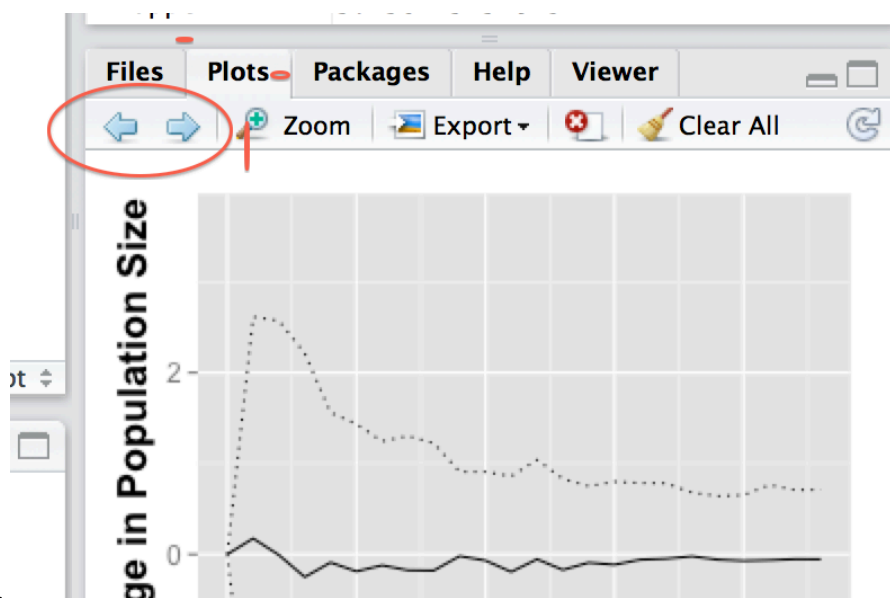 Files Plots Packages Help Viewer
Zoom Export Clear All
ge in Population Size
2
0